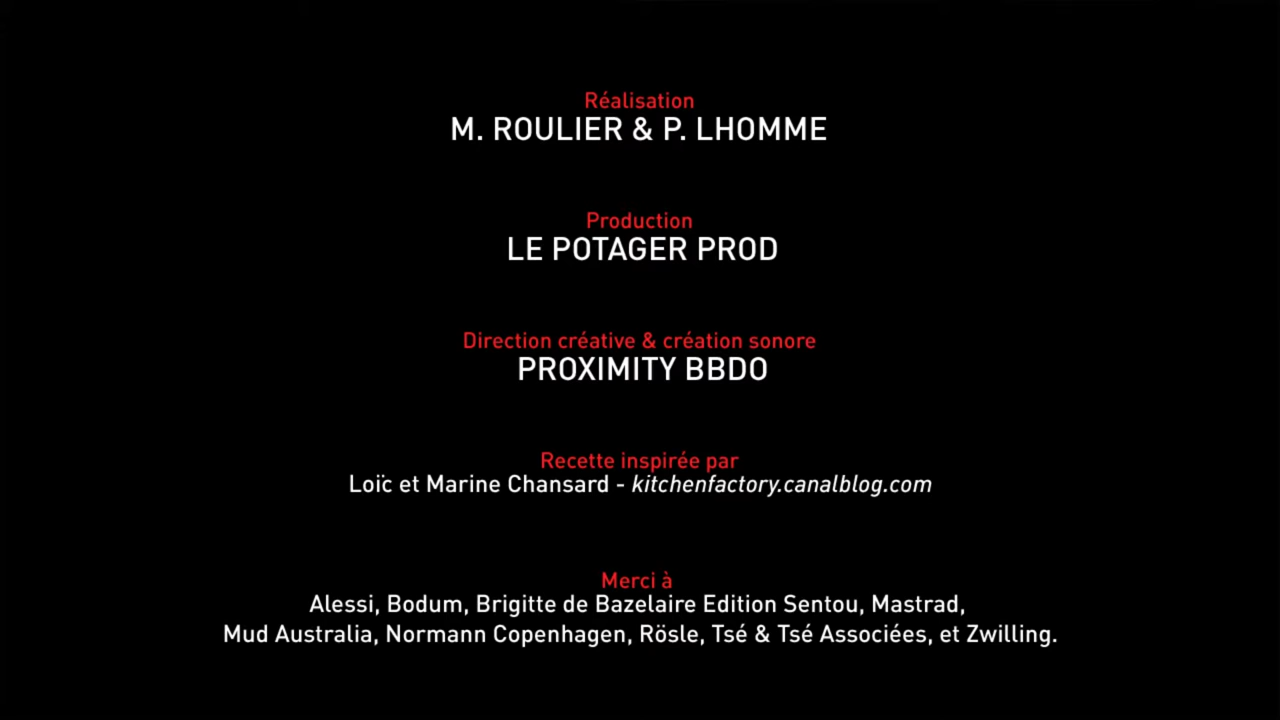 Réalisation
M. ROULIER & P. LHOMME
Production
LE POTAGER PROD
Direction créative & création sonore
PROXIMITY BBDO
Recette inspirée par
Loïc et Marine Chansard - kitchenfactory.canalblog.com
Merci à
Alessi, Bodum, Brigitte de Bazelaire Edition Sentou, Mastrad,
Mud Australia, Normann Copenhagen, Rösle, Tsé & Tsé Associées, et Zwilling.